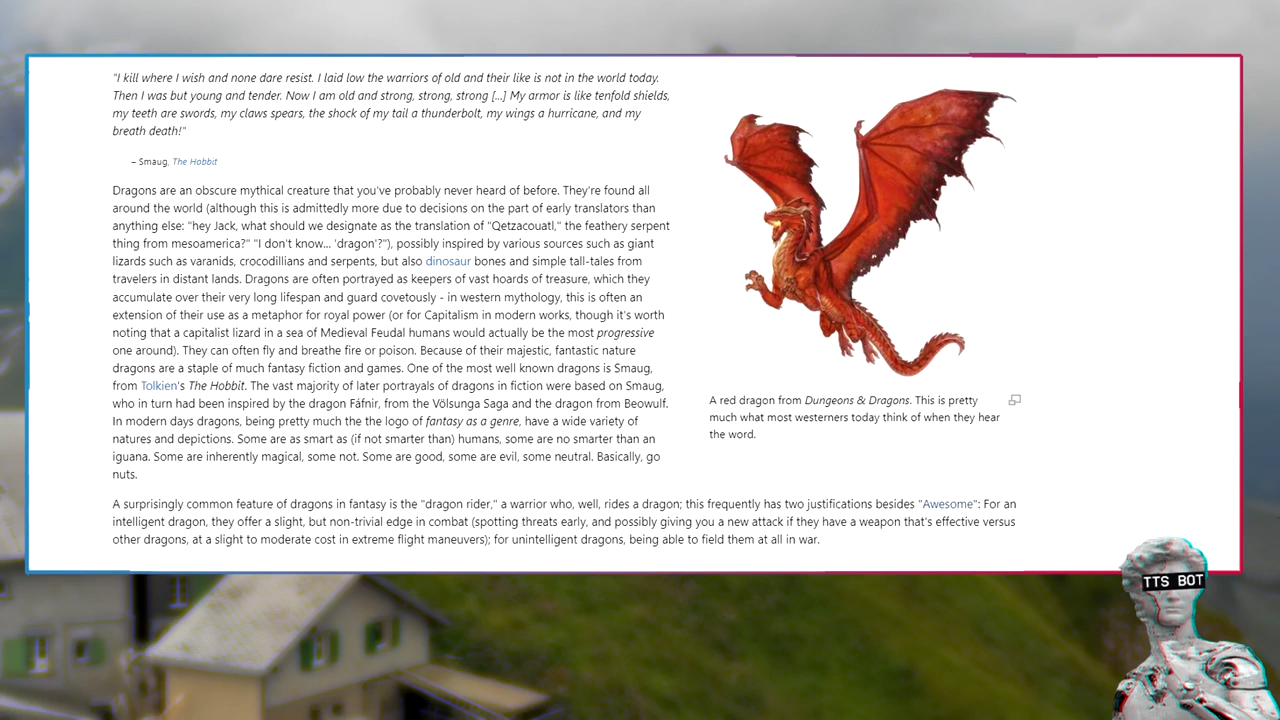 "I kill where I wish and none dare resist. I laid low the warriors of old and their like is not in the world today.
Then I was but young and tender. Now I am old and strong, strong, strong [...] My armor is like tenfold shields,
my teeth are swords, my claws spears, the shock of my tail a thunderbolt, my wings a hurricane, and my
breath death!"
– Smaug, The Hobbit
Dragons are an obscure mythical creature that you've probably never heard of before. They're found all
around the world (although this is admittedly more due to decisions on the part of early translators than
anything else: "hey Jack, what should we designate as the translation of "Qetzacouatl," the feathery serpent
thing from mesoamerica?" "I don't know... 'dragon'?"), possibly inspired by various sources such as giant
lizards such as varanids, crocodillians and serpents, but also dinosaur bones and simple tall-tales from
travelers in distant lands. Dragons are often portrayed as keepers of vast hoards of treasure, which they
accumulate over their very long lifespan and guard covetously - in western mythology, this is often an
extension of their use as a metaphor for royal power (or for Capitalism in modern works, though it's worth
noting that a capitalist lizard in a sea of Medieval Feudal humans would actually be the most progressive
one around). They can often fly and breathe fire or poison. Because of their majestic, fantastic nature
dragons are a staple of much fantasy fiction and games. One of the most well known dragons is Smaug,
from Tolkien's The Hobbit. The vast majority of later portrayals of dragons in fiction were based on Smaug,
who in turn had been inspired by the dragon Fáfnir, from the Völsunga Saga and the dragon from Beowulf.
In modern days dragons, being pretty much the the logo of fantasy as a genre, have a wide variety of
natures and depictions. Some are as smart as (if not smarter than) humans, some are no smarter than an
iguana. Some are inherently magical, some not. Some are good, some are evil, some neutral. Basically, go
nuts.
A red dragon from Dungeons & Dragons. This is pretty
much what most westerners today think of when they hear
the word.
A surprisingly common feature of dragons in fantasy is the "dragon rider," a warrior who, well, rides a dragon; this frequently has two justifications besides "Awesome": For an
intelligent dragon, they offer a slight, but non-trivial edge in combat (spotting threats early, and possibly giving you a new attack if they have a weapon that's effective versus
other dragons, at a slight to moderate cost in extreme flight maneuvers); for unintelligent dragons, being able to field them at all in war.
TTS BOT